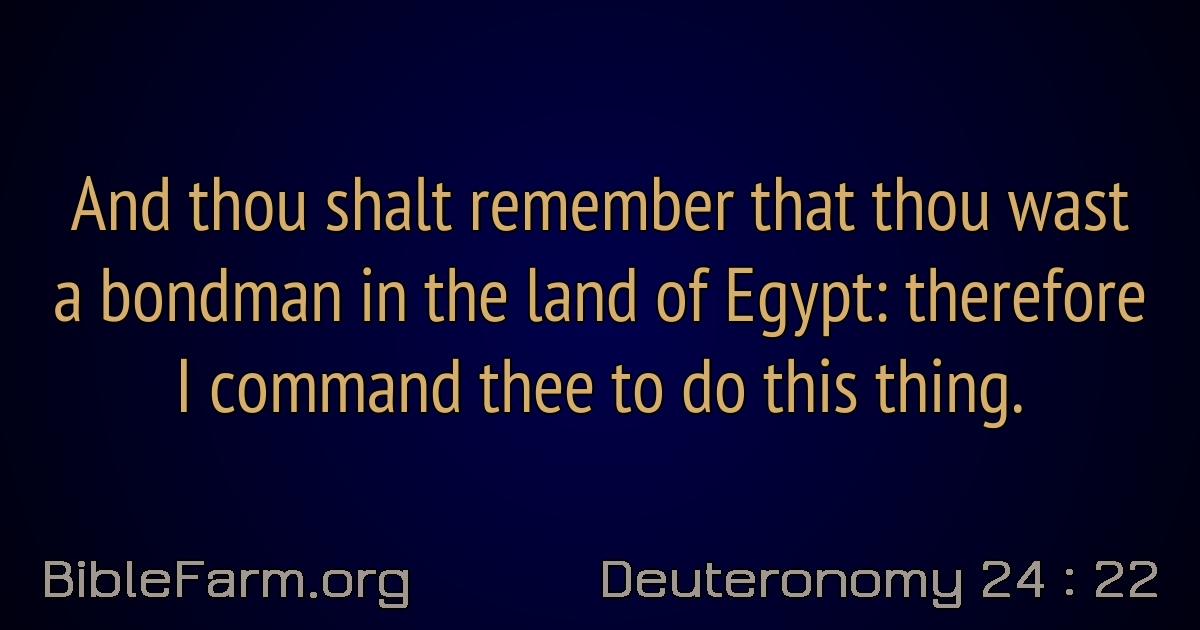 And thou shalt remember that thou wast
a bondman in the land of Egypt: therefore
I command thee to do this thing.
BibleFarm.org
Deuteronomy 24 : 22